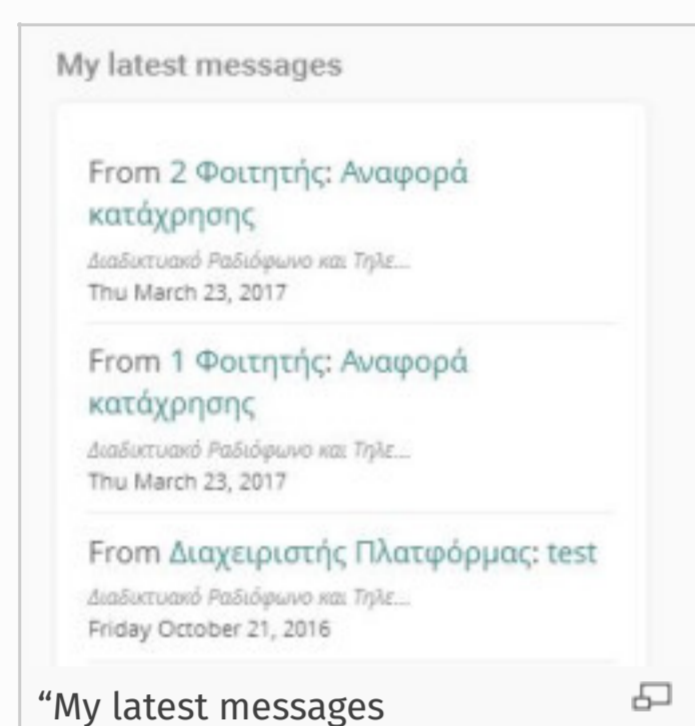 My latest messages
From 2 Φοιτητής: Αναφορά
κατάχρησης
Διαδικτυακό Ραδιόφωνο και Τηλε...
Thu March 23, 2017
From 1 Φοιτητής: Αναφορά
κατάχρησης
Διαδικτυακό Ραδιόφωνο και Τηλε...
Thu March 23, 2017
From Διαχειριστής Πλατφόρμας: test
Διαδικτυακό Ραδιόφωνο και Τηλε...
Friday October 21, 2016
“My latest messages